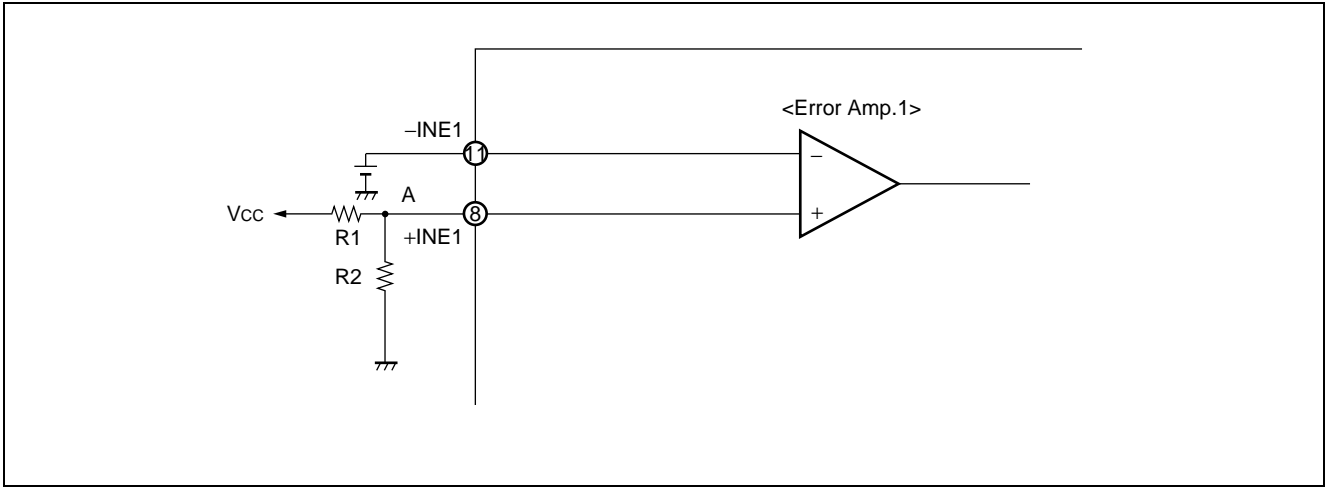 <Error Amp.1>
−INE1
11
−
A
VCC
8
+
R1
+INE1
R2